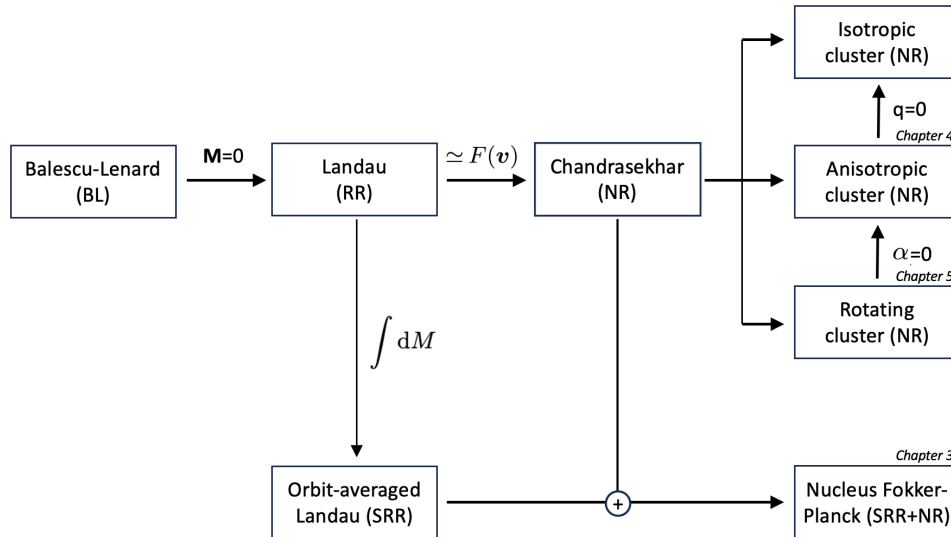 Isotropic
cluster (NR)
q=0
Chapter 4
Balescu-Lenard
(BL)
M=0
Landau
(RR)
≃ F(v)
Chandrasekhar
(NR)
Anisotropic
cluster (NR)
α=0
Chapter 5
Rotating
cluster (NR)
∫ dM
Chapter 3
Orbit-averaged
Landau (SRR)
+
Nucleus Fokker-
Planck (SRR+NR)